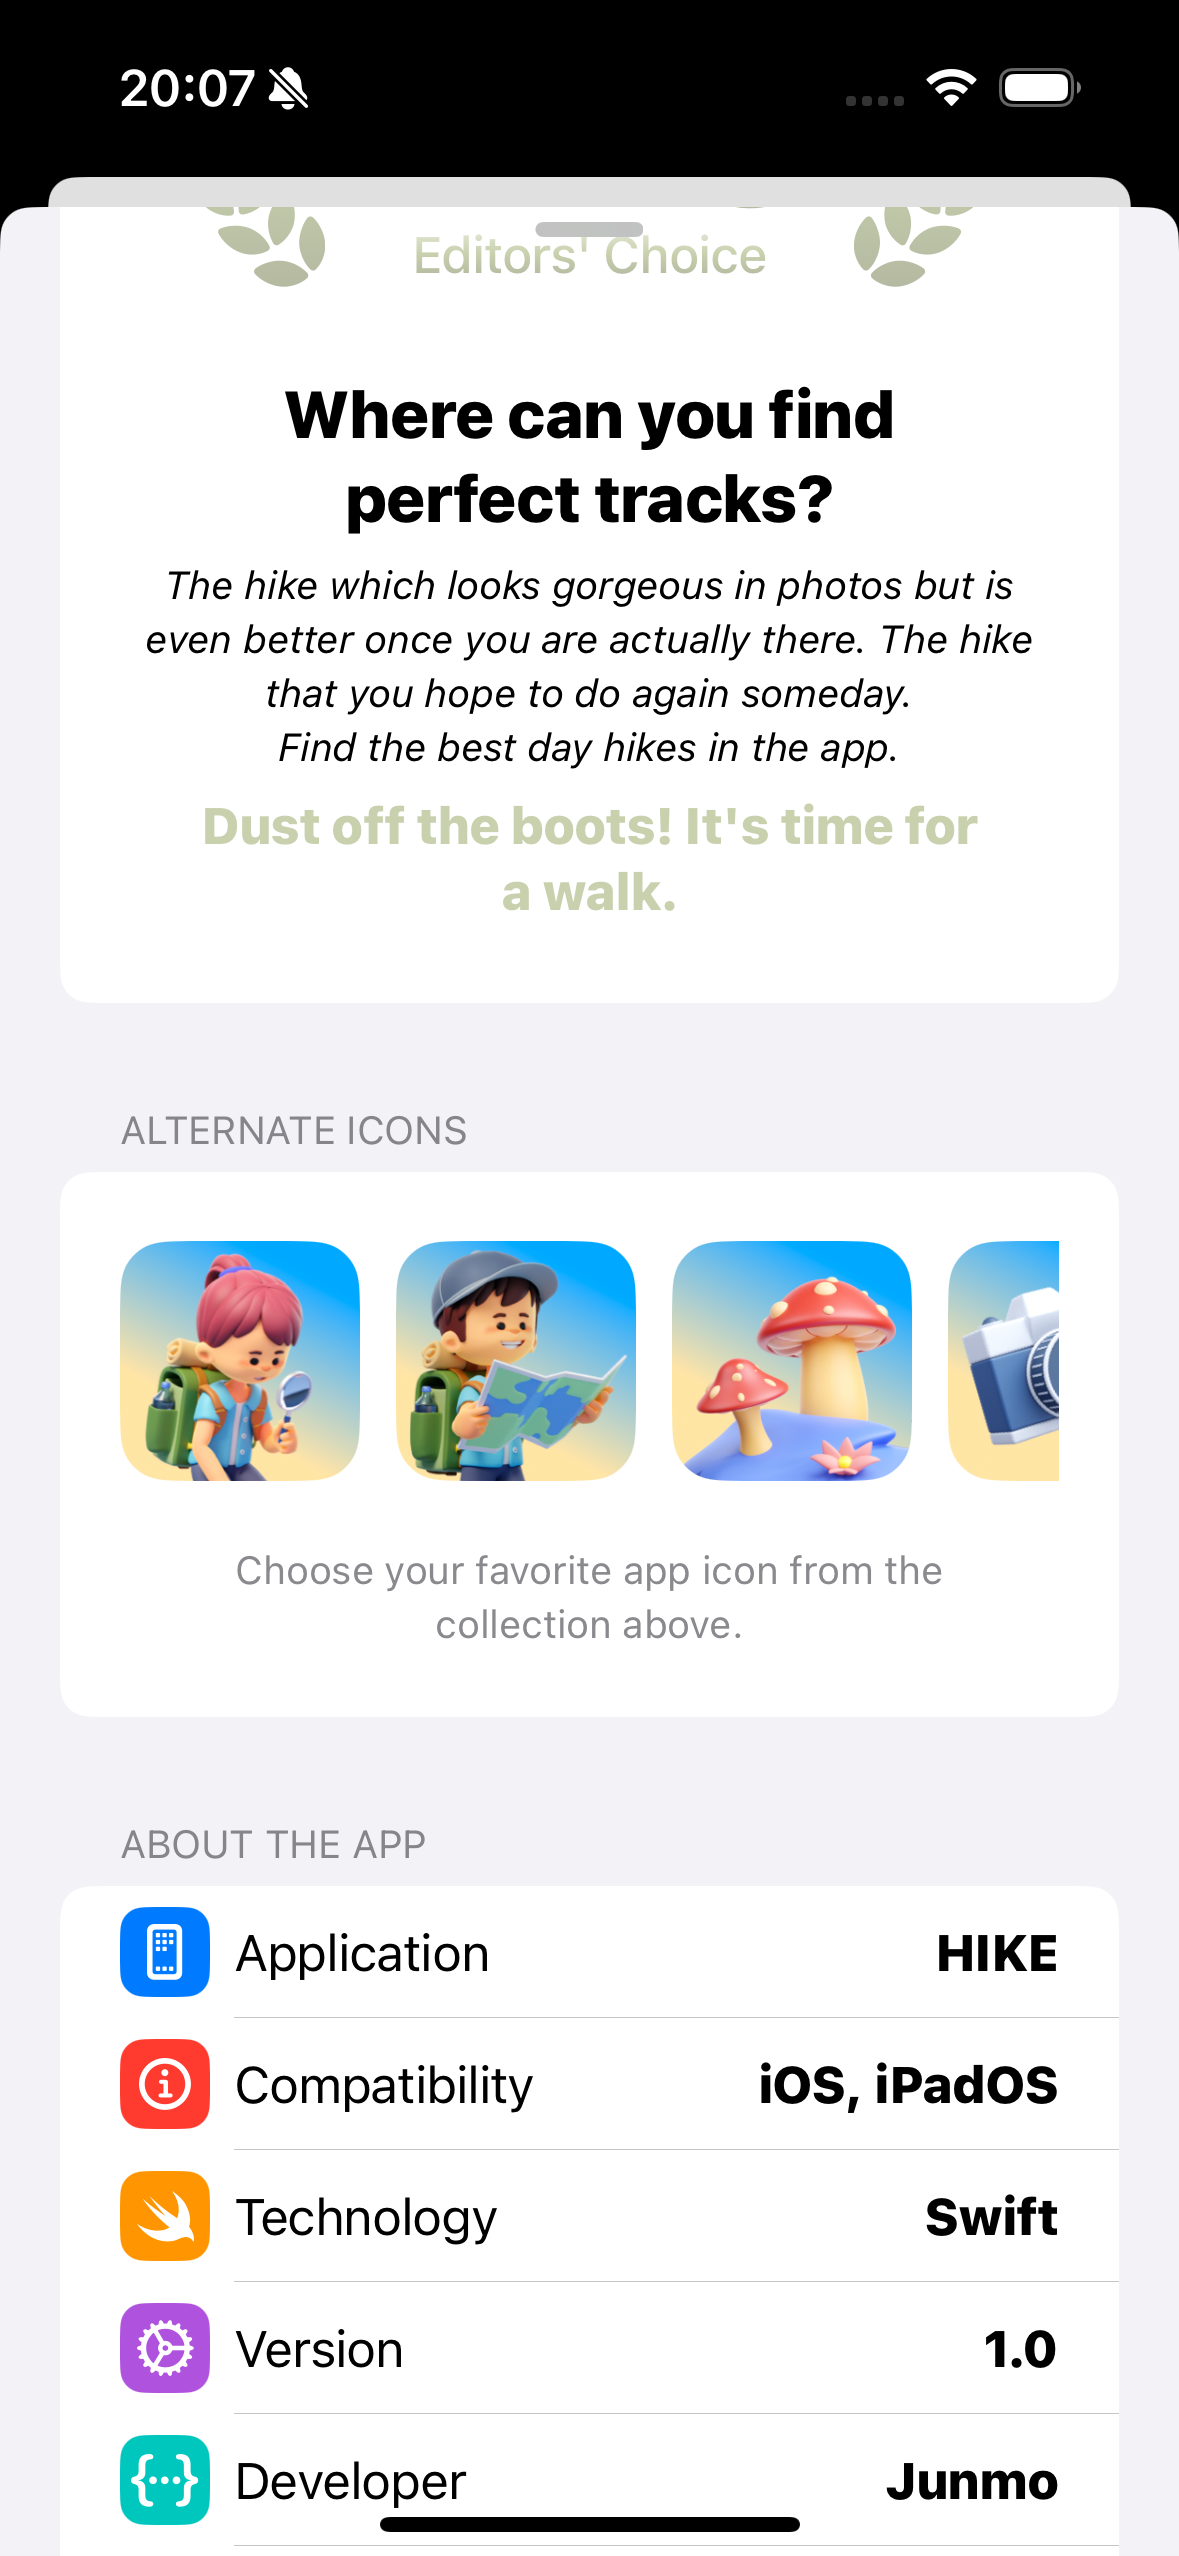 20:07
Editors' Choice
Where can you find
perfect tracks?
The hike which looks gorgeous in photos but is
even better once you are actually there. The hike
that you hope to do again someday.
Find the best day hikes in the app.
Dust off the boots! It's time for
a walk.
ALTERNATE ICONS
Choose your favorite app icon from the
collection above.
ABOUT THE APP
Application HIKE
Compatibility iOS, iPadOS
Technology Swift
Version 1.0
Developer Junmo